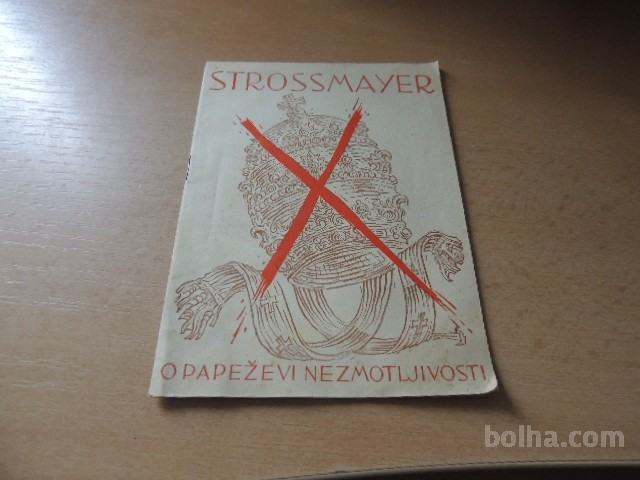 STROSSMAYER
O PAPEŽEVI NEZMOTLJIVOSTI
bolha.com